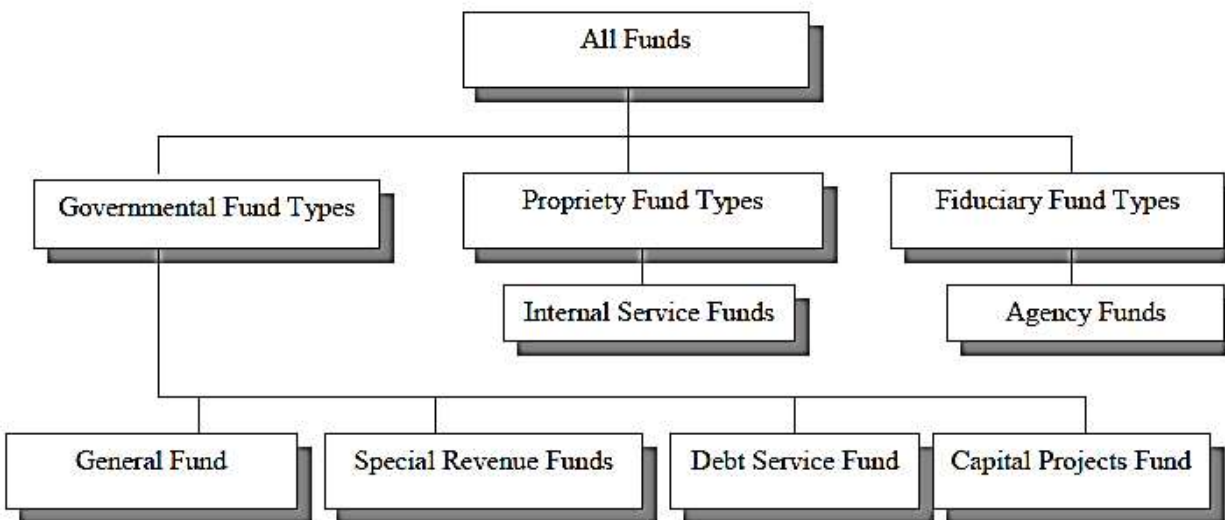 All Funds
Governmental Fund Types
Propriety Fund Types
Fiduciary Fund Types
Internal Service Funds
Agency Funds
General Fund
Special Revenue Funds
Debt Service Fund
Capital Projects Fund